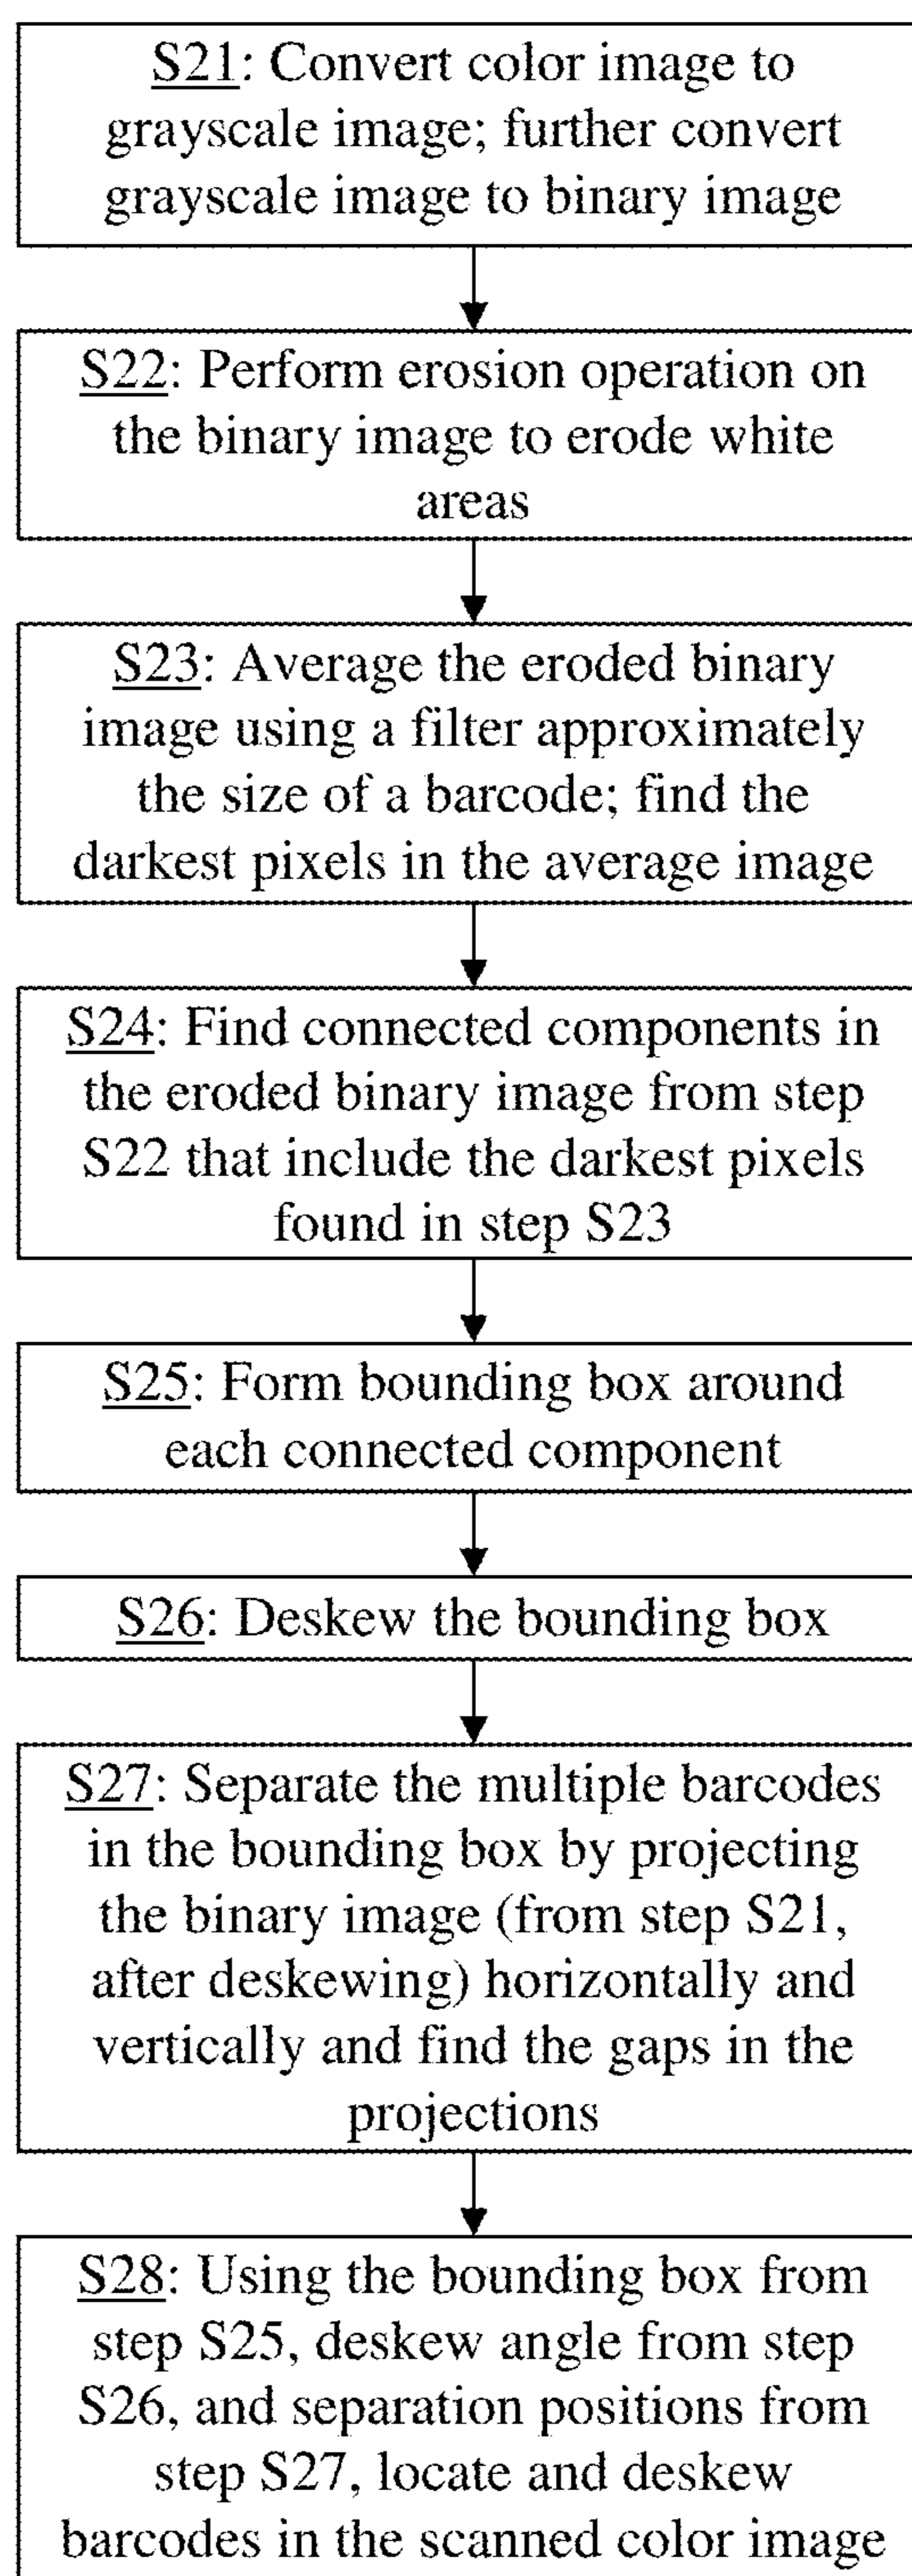 S21: Convert color image to
grayscale image; further convert
grayscale image to binary image
S22: Perform erosion operation on
the binary image to erode white
areas
S23: Average the eroded binary
image using a filter approximately
the size of a barcode; find the
darkest pixels in the average image
S24: Find connected components in
the eroded binary image from step
S22 that include the darkest pixels
found in step S23
S25: Form bounding box around
each connected component
S26: Deskew the bounding box
S27: Separate the multiple barcodes
in the bounding box by projecting
the binary image (from step S21,
after deskewing) horizontally and
vertically and find the gaps in the
projections
S28: Using the bounding box from
step S25, deskew angle from step
S26, and separation positions from
step S27, locate and deskew
barcodes in the scanned color image